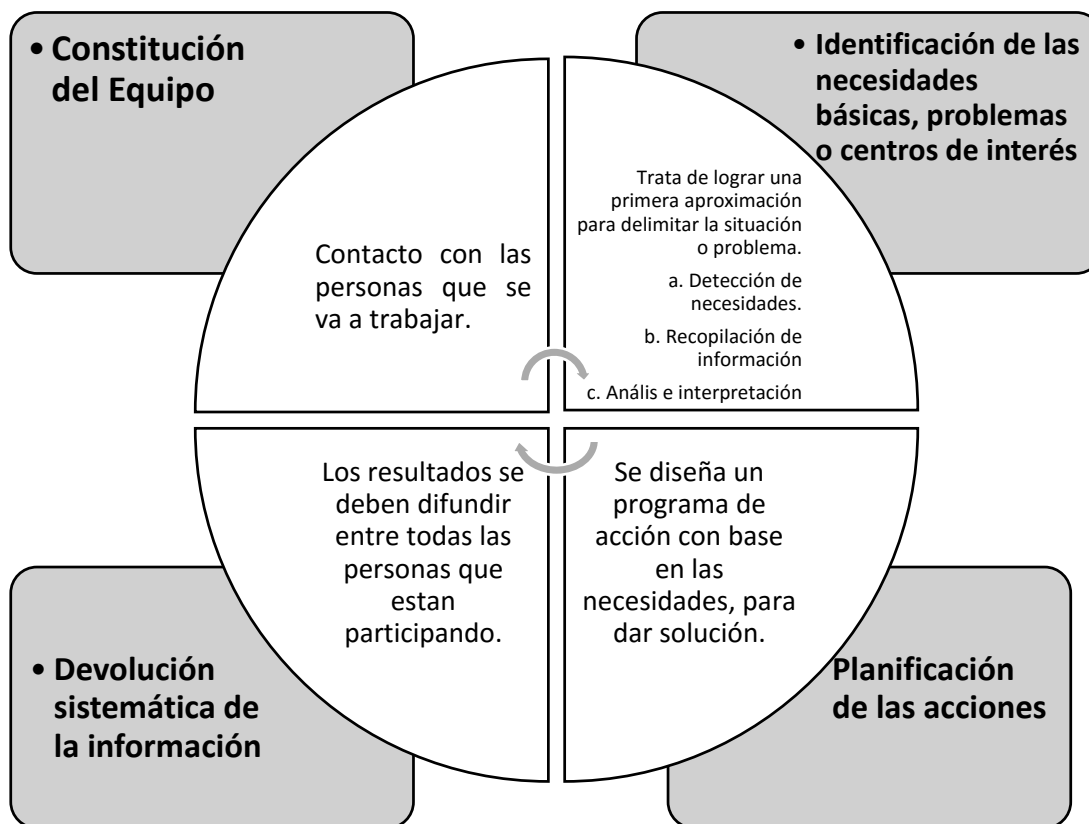 • Constitución
del Equipo
• Identificación de las
necesidades
básicas, problemas
o centros de interés
Contacto con las
personas que se
va a trabajar.
Trata de lograr una
primera aproximación
para delimitar la situación
o problema.
a. Detección de
necesidades.
b. Recopilación de
información
c. Anális e interpretación
Los resultados se
deben difundir
entre todas las
personas que
estan
participando.
Se diseña un
programa de
acción con base
en las
necesidades, para
dar solución.
• Devolución
sistemática de
la información
Planificación
de las acciones